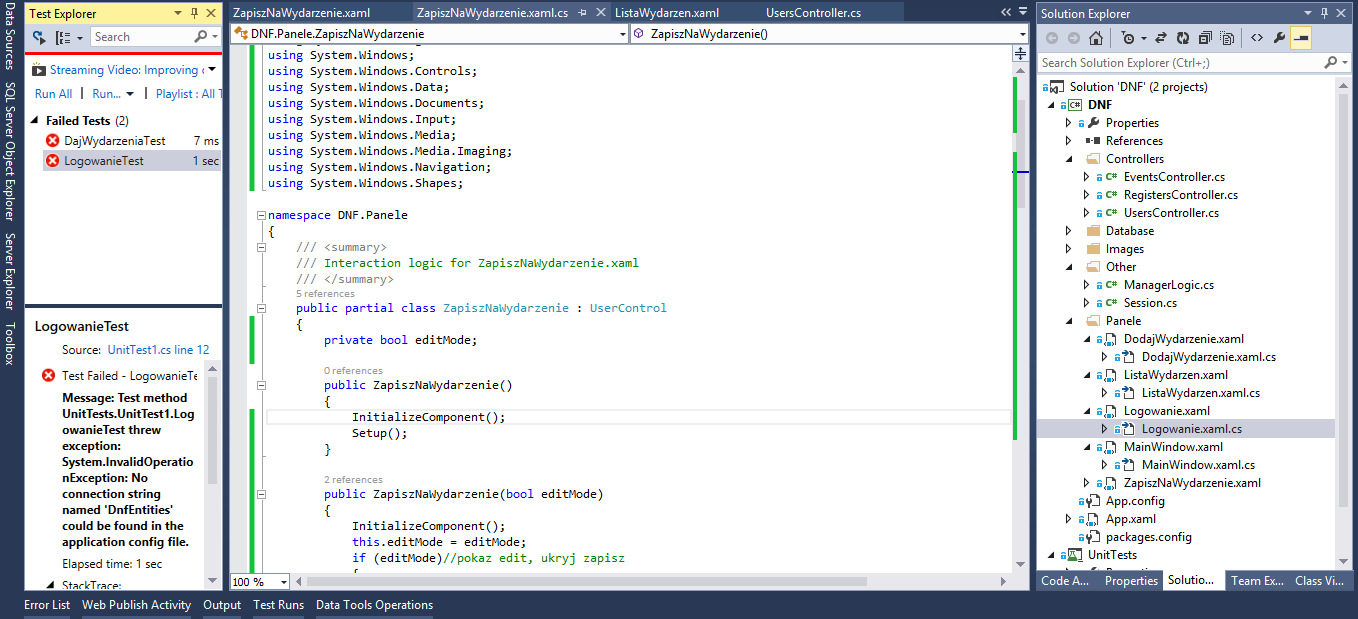 Data Sources
SQL Server Object Explorer
Server Explorer
Toolbox
Test Explorer
Search
Streaming Video: Improving
Run All | Run... | Playlist : All T
Failed Tests (2)
DajWydarzeniaTest 7 ms
LogowanieTest 1 sec
LogowanieTest
Source: UnitTest1.cs line 12
Test Failed - LogowanieTe
Message: Test method
UnitTests.UnitTest1.Log
owanieTest threw
exception:
System.InvalidOperatio
nException: No
connection string
named 'DnfEntities'
could be found in the
application config file.
Elapsed time: 1 sec
StackTrace:
ZapiszNaWydarzenie.xaml ZapiszNaWydarzenie.xaml.cs ListaWydarzen.xaml UsersController.cs
DNF.Panele.ZapiszNaWydarzenie ZapiszNaWydarzenie()
using System.Windows;
using System.Windows.Controls;
using System.Windows.Data;
using System.Windows.Documents;
using System.Windows.Input;
using System.Windows.Media;
using System.Windows.Media.Imaging;
using System.Windows.Navigation;
using System.Windows.Shapes;
namespace DNF.Panele
{
/// <summary>
/// Interaction logic for ZapiszNaWydarzenie.xaml
/// </summary>
5 references
public partial class ZapiszNaWydarzenie : UserControl
{
private bool editMode;
0 references
public ZapiszNaWydarzenie()
{
InitializeComponent();
Setup();
}
2 references
public ZapiszNaWydarzenie(bool editMode)
{
InitializeComponent();
this.editMode = editMode;
if (editMode)//pokaz edit, ukryj zapisz
{
100 %
Solution Explorer
Search Solution Explorer (Ctrl+;)
Solution 'DNF' (2 projects)
DNF
Properties
References
Controllers
EventsController.cs
RegistersController.cs
UsersController.cs
Database
Images
Other
ManagerLogic.cs
Session.cs
Panele
DodajWydarzenie.xaml
DodajWydarzenie.xaml.cs
ListaWydarzen.xaml
ListaWydarzen.xaml.cs
Logowanie.xaml
Logowanie.xaml.cs
MainWindow.xaml
MainWindow.xaml.cs
ZapiszNaWydarzenie.xaml
App.config
App.xaml
packages.config
UnitTests
Code A... Properties Solutio... Team Ex... Class Vi...
Error List Web Publish Activity Output Test Runs Data Tools Operations